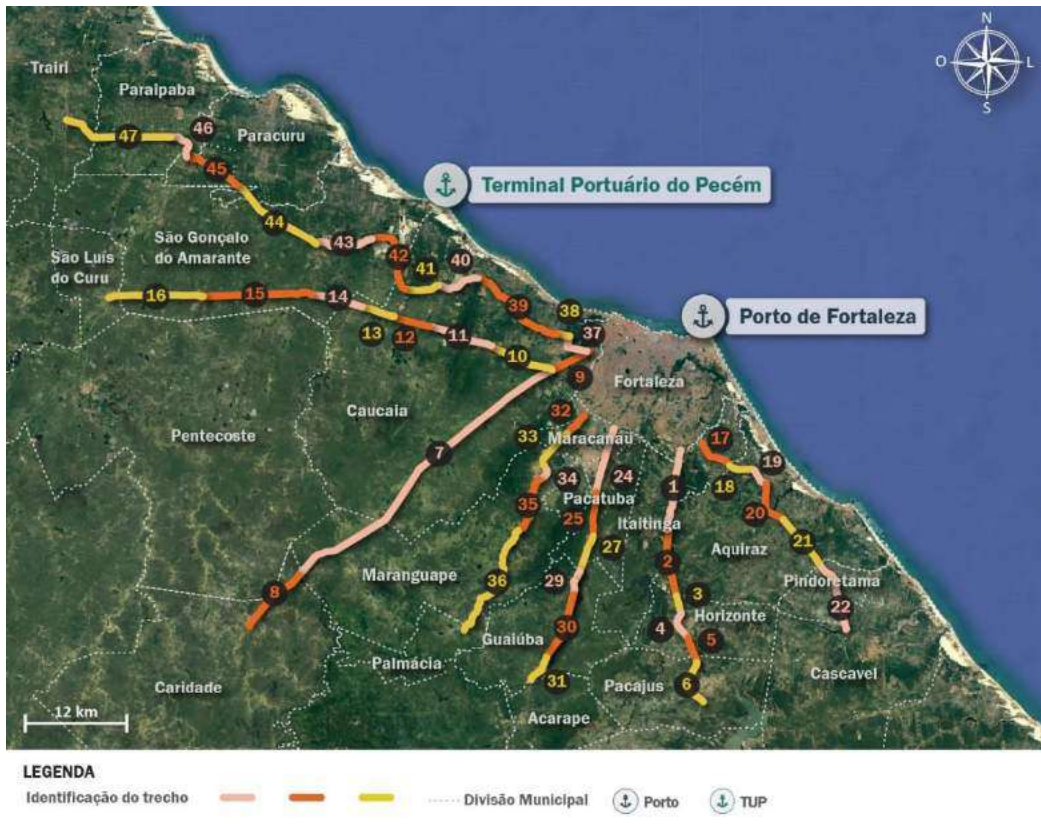 N
O L
S
Trairi
Paraipaba
46
47
Paracuru
45
Terminal Portuário do Pecém
44
São Gonçalo
do Amarante
43
42
40
41
São Luís
do Curu
16
15
14
39
38
Porto de Fortaleza
13
12
11
37
10
9
Fortaleza
Caucaia
32
Pentecoste
7
33
Maracanaú
17
19
34
24
1
18
35
Pacatuba
25
Itaitinga
20
27
21
Aquiraz
2
Maranguape
36
29
3
Pindoretama
8
Horizonte
22
4
5
Guaiúba
30
Palmácia
Cascavel
Caridade
31
Pacajus
6
12 km
Acarape
LEGENDA
Identificação do trecho Divisão Municipal Porto TUP